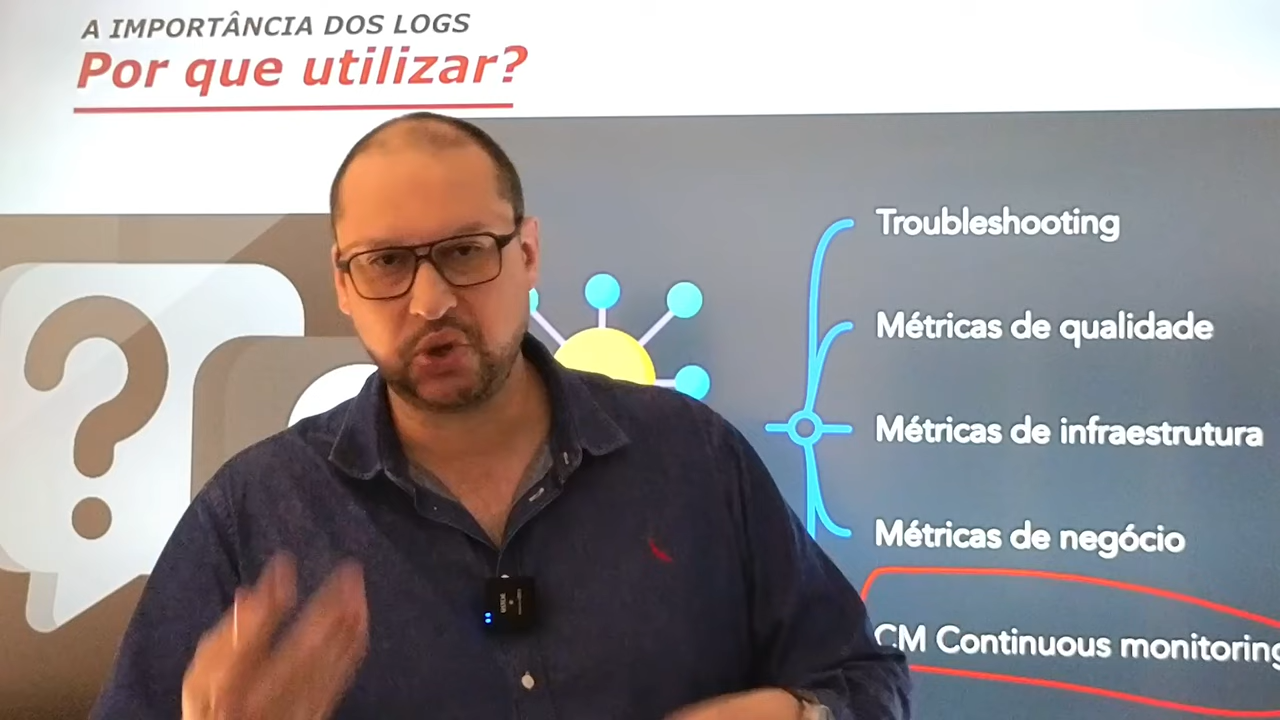 A IMPORTÂNCIA DOS LOGS
Por que utilizar?
Troubleshooting
Métricas de qualidade
Métricas de infraestrutura
Métricas de negócio
CM Continuous monitoring